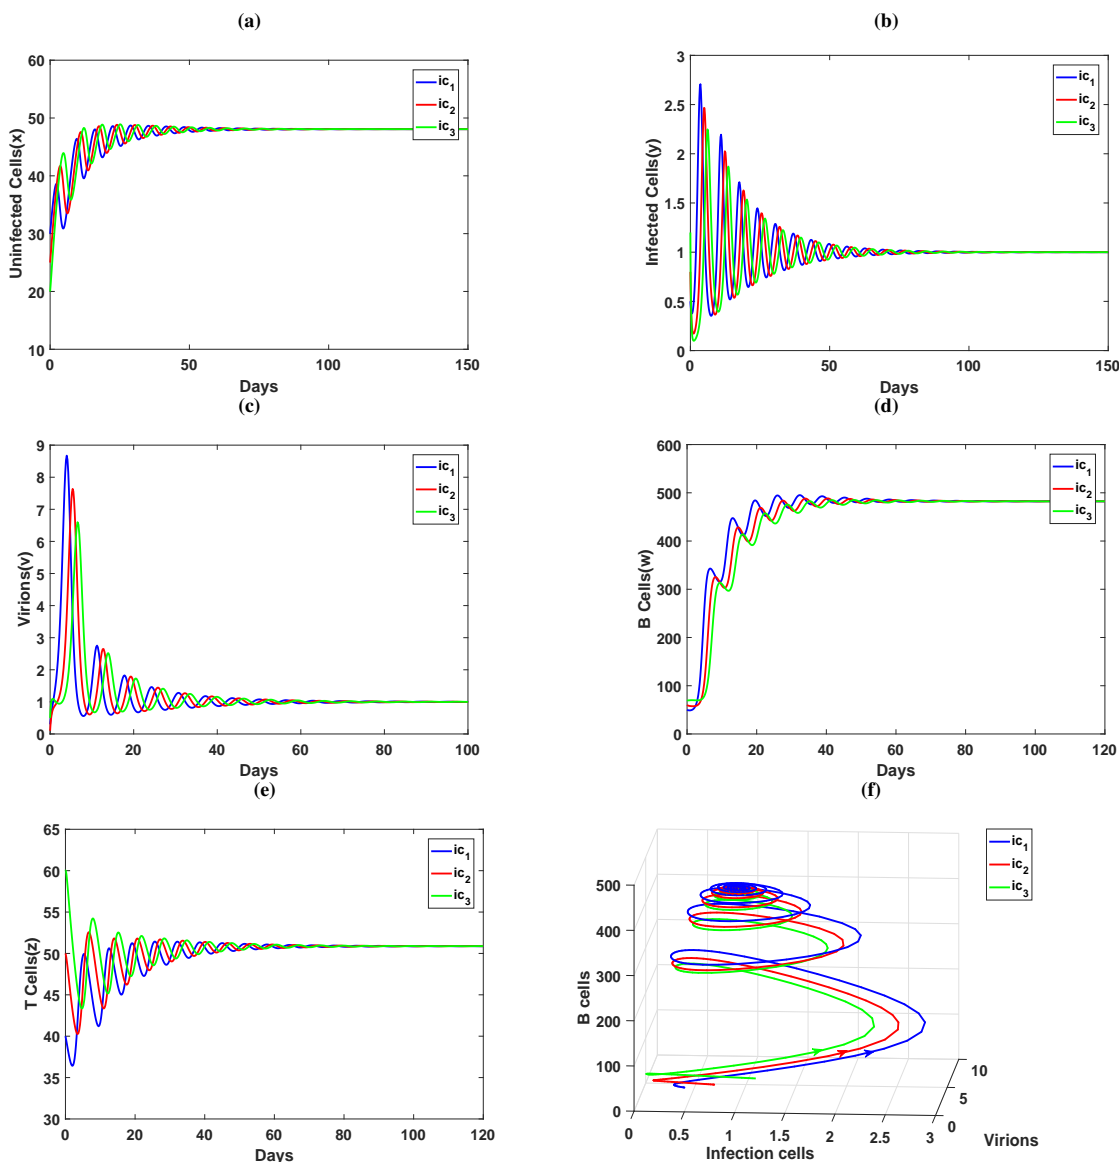 (a)
60
50
40
30
20
10
0
50
100
150
Uninfected Cells(x)
Days
ic1
ic2
ic3
(b)
3
2.5
2
1.5
1
0.5
0
0
50
100
150
Infected Cells(y)
Days
ic1
ic2
ic3
(c)
9
8
7
6
5
4
3
2
1
0
0
20
40
60
80
100
Virions(v)
Days
ic1
ic2
ic3
(d)
600
500
400
300
200
100
0
0
20
40
60
80
100
120
B Cells(w)
Days
ic1
ic2
ic3
(e)
65
60
55
50
45
40
35
30
0
20
40
60
80
100
120
T Cells(z)
Days
ic1
ic2
ic3
(f)
500
400
300
200
100
0
B cells
0
0.5
1
1.5
2
2.5
3
Infection cells
0
5
10
Virions
ic1
ic2
ic3